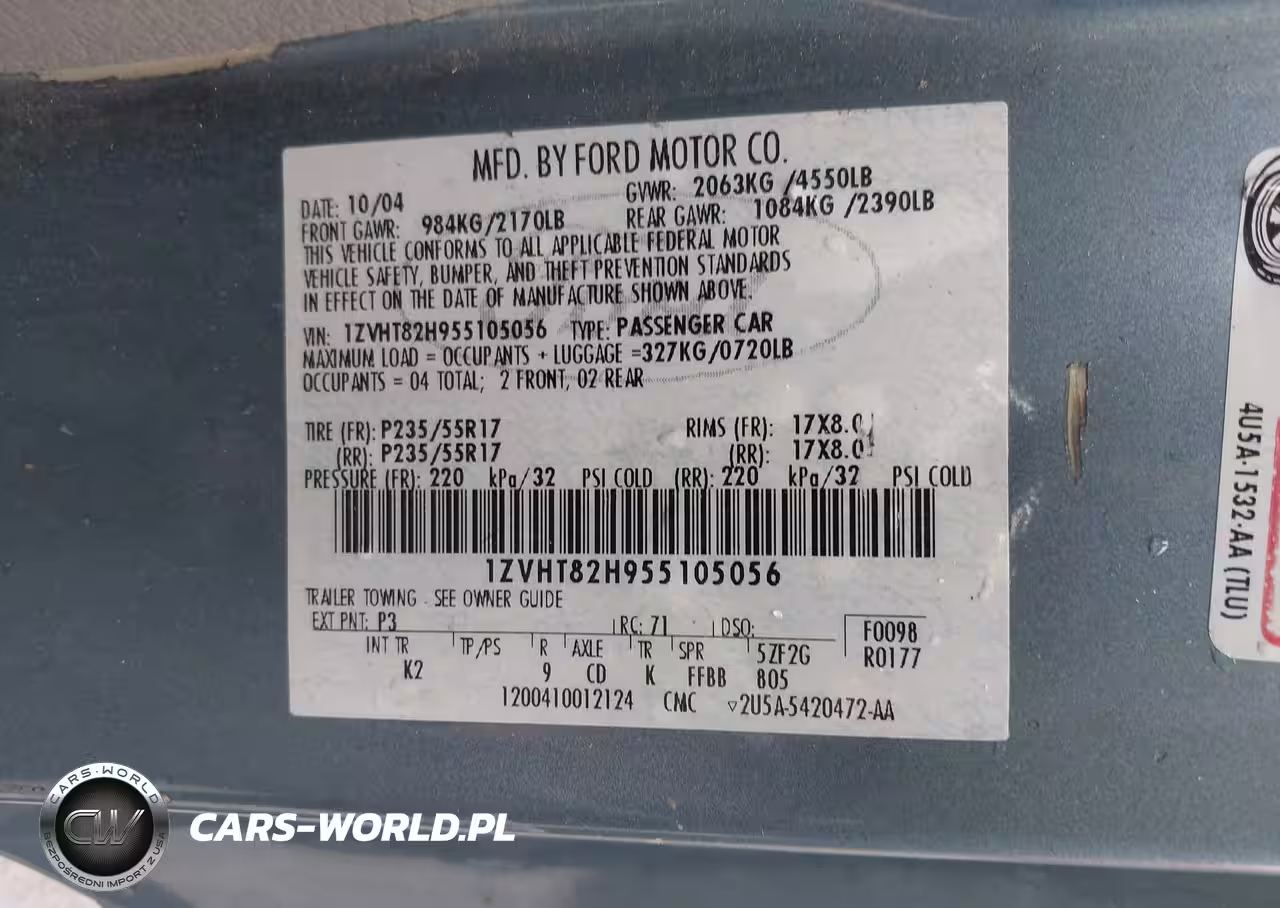 MFD. BY FORD MOTOR CO.
DATE: 10/04 GVWR: 2063KG /4550LB
FRONT GAWR: 984KG/2170LB REAR GAWR: 1084KG /2390LB
THIS VEHICLE CONFORMS TO ALL APPLICABLE FEDERAL MOTOR
VEHICLE SAFETY, BUMPER, AND THEFT PREVENTION STANDARDS
IN EFFECT ON THE DATE OF MANUFACTURE SHOWN ABOVE.
VIN: 1ZVHT82H955105056 TYPE: PASSENGER CAR
MAXIMUM LOAD = OCCUPANTS + LUGGAGE =327KG/0720LB
OCCUPANTS = 04 TOTAL; 2 FRONT, 02 REAR
TIRE (FR): P235/55R17 RIMS (FR): 17X8.0J
(RR): P235/55R17 (RR): 17X8.0J
PRESSURE (FR): 220 kPa/32 PSI COLD (RR): 220 kPa/32 PSI COLD
1ZVHT82H955105056
TRAILER TOWING - SEE OWNER GUIDE
EXT PNT: P3 RC: 71 DSO: F0098
INT TR TP/PS R AXLE TR SPR 5ZF2G R0177
K2 9 CD K FFBB 805
1200410012124 CMC ▽2U5A-5420472-AA
4U5A-1532-AA (TLU)
CARS-WORLD
CW
BEZPOŚREDNI IMPORT Z USA
CARS-WORLD.PL